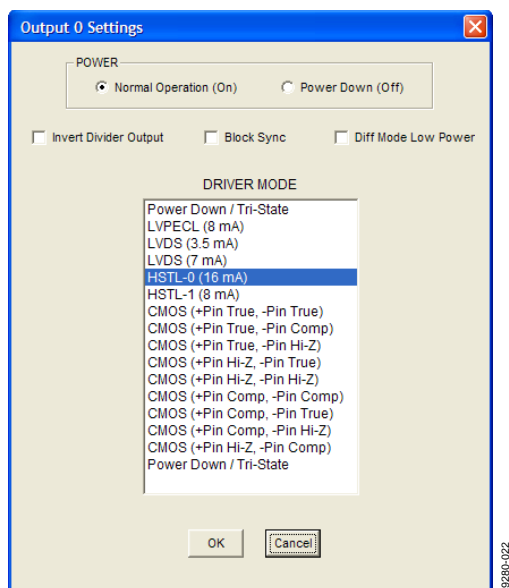 Output 0 Settings
POWER
Normal Operation (On) Power Down (Off)
Invert Divider Output Block Sync Diff Mode Low Power
DRIVER MODE
Power Down / Tri-State
LVPECL (8 mA)
LVDS (3.5 mA)
LVDS (7 mA)
HSTL-0 (16 mA)
HSTL-1 (8 mA)
CMOS (+Pin True, -Pin True)
CMOS (+Pin True, -Pin Comp)
CMOS (+Pin True, -Pin Hi-Z)
CMOS (+Pin Hi-Z, -Pin True)
CMOS (+Pin Hi-Z, -Pin Hi-Z)
CMOS (+Pin Comp, -Pin Comp)
CMOS (+Pin Comp, -Pin True)
CMOS (+Pin Comp, -Pin Hi-Z)
CMOS (+Pin Hi-Z, -Pin Comp)
Power Down / Tri-State
OK Cancel
9280-022